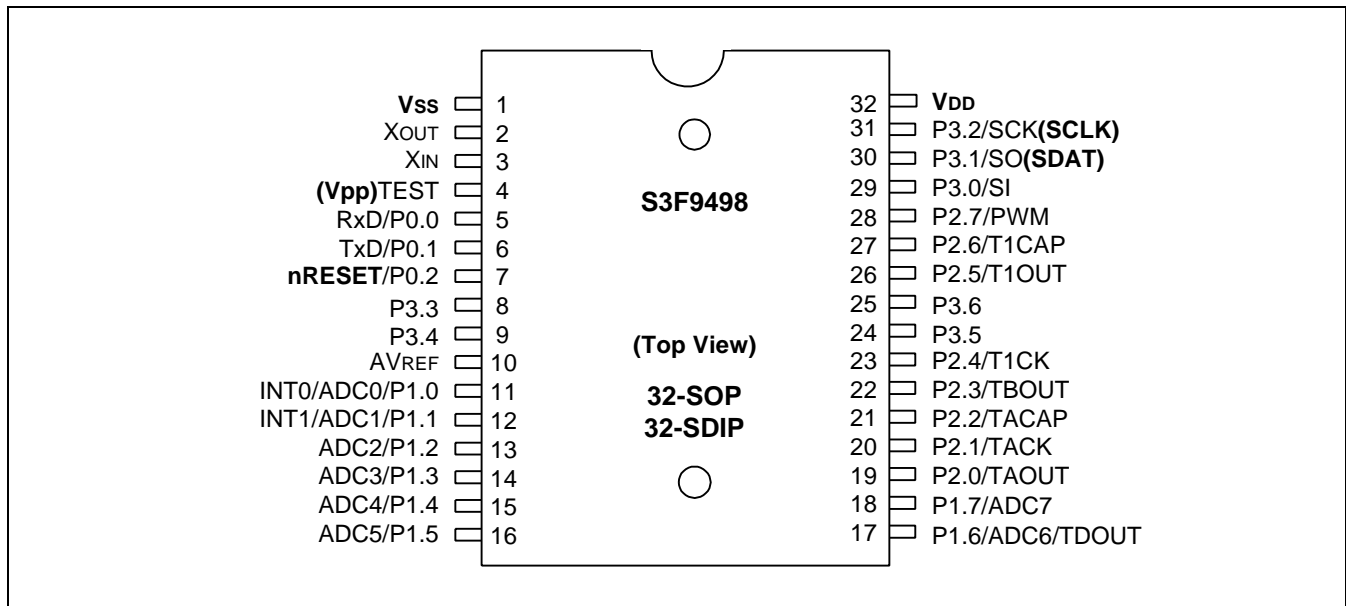 VSS 1
XOUT 2
XIN 3
(Vpp)TEST 4
RxD/P0.0 5
TxD/P0.1 6
nRESET/P0.2 7
P3.3 8
P3.4 9
AVREF 10
INT0/ADC0/P1.0 11
INT1/ADC1/P1.1 12
ADC2/P1.2 13
ADC3/P1.3 14
ADC4/P1.4 15
ADC5/P1.5 16
S3F9498
(Top View)
32-SOP
32-SDIP
32 VDD
31 P3.2/SCK(SCLK)
30 P3.1/SO(SDAT)
29 P3.0/SI
28 P2.7/PWM
27 P2.6/T1CAP
26 P2.5/T1OUT
25 P3.6
24 P3.5
23 P2.4/T1CK
22 P2.3/TBOUT
21 P2.2/TACAP
20 P2.1/TACK
19 P2.0/TAOUT
18 P1.7/ADC7
17 P1.6/ADC6/TDOUT